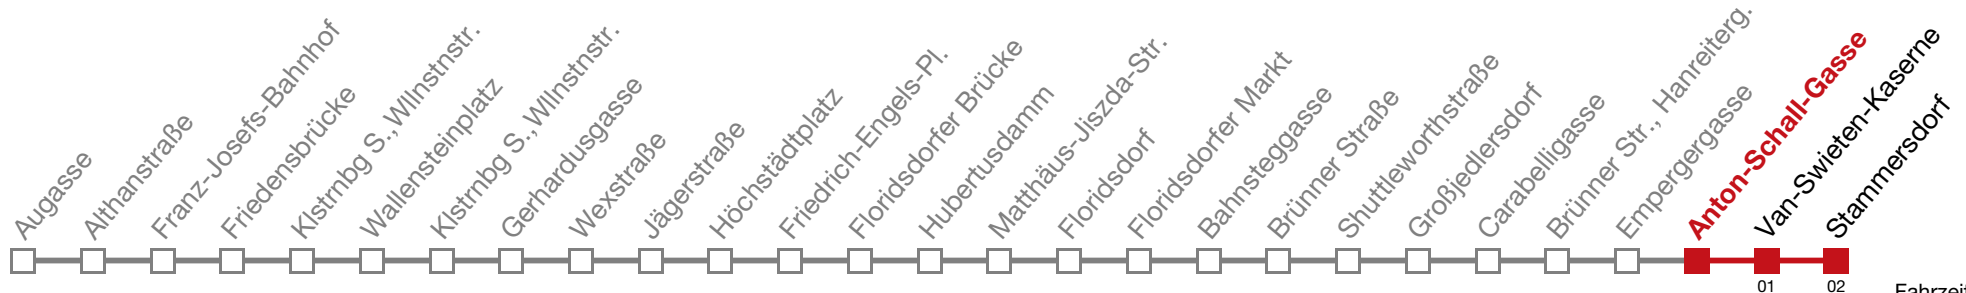 Augasse
Althanstraße
Franz-Josefs-Bahnhof
Friedensbrücke
Klstrnbg S., Wllnstnstr.
Wallensteinplatz
Klstrnbg S., Wllnstnstr.
Gerhardusgasse
Wexstraße
Jägerstraße
Höchstädtplatz
Friedrich-Engels-Pl.
Floridsdorfer Brücke
Hubertusdamm
Matthäus-Jiszda-Str.
Floridsdorf
Floridsdorfer Markt
Bahnsteggasse
Brünner Straße
Shuttleworthstraße
Großjedlersdorf
Carabelligasse
Brünner Str., Hanreiterg.
Empergergasse
Anton-Schall-Gasse
Van-Swieten-Kaserne
Stammersdorf
01 02 Fahrzeit